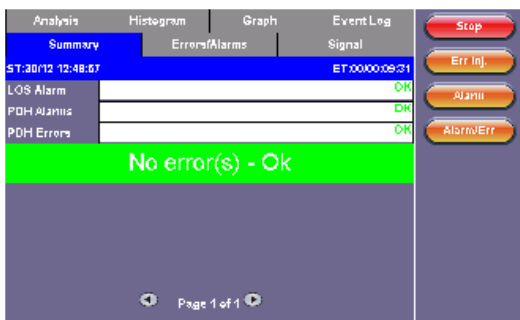 Analysis Histogram Graph Event Log
Summary Errors/Alarms Signal
ST:30/12 12:48:57 ET:00/00:09:31
LOS Alarm OK
PDH Alarms OK
PDH Errors OK
No error(s) - Ok
Page 1 of 1
Stop
Err Inj.
Alarm
Alarm/Err